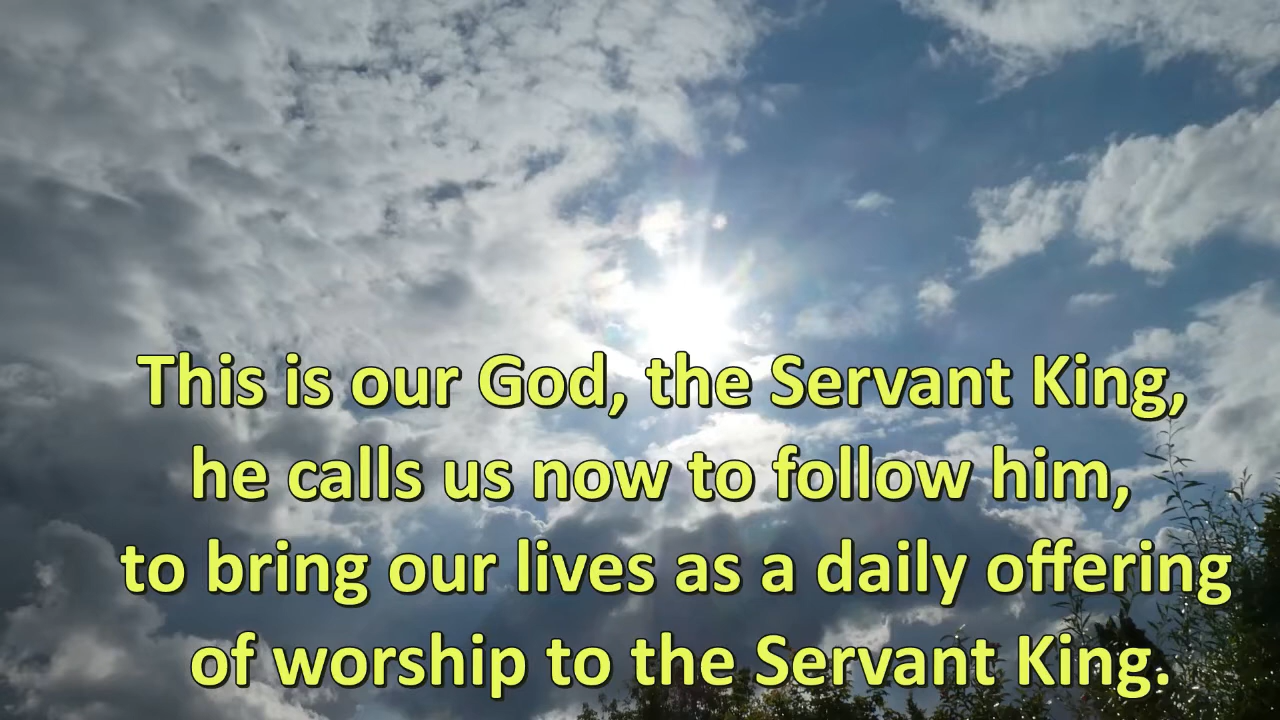 This is our God, the Servant King,
he calls us now to follow him,
to bring our lives as a daily offering
of worship to the Servant King.